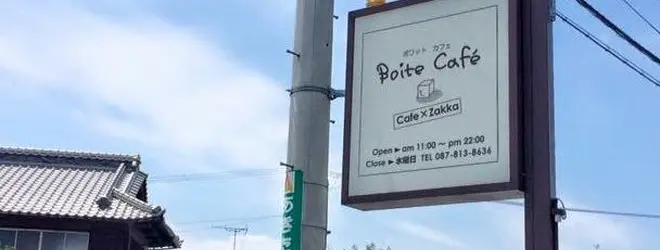 ボワット カフェ
Boite Café
Cafe×Zakka
Open►am 11:00～pm 22:00
Close►水曜日 TEL 087-813-8636